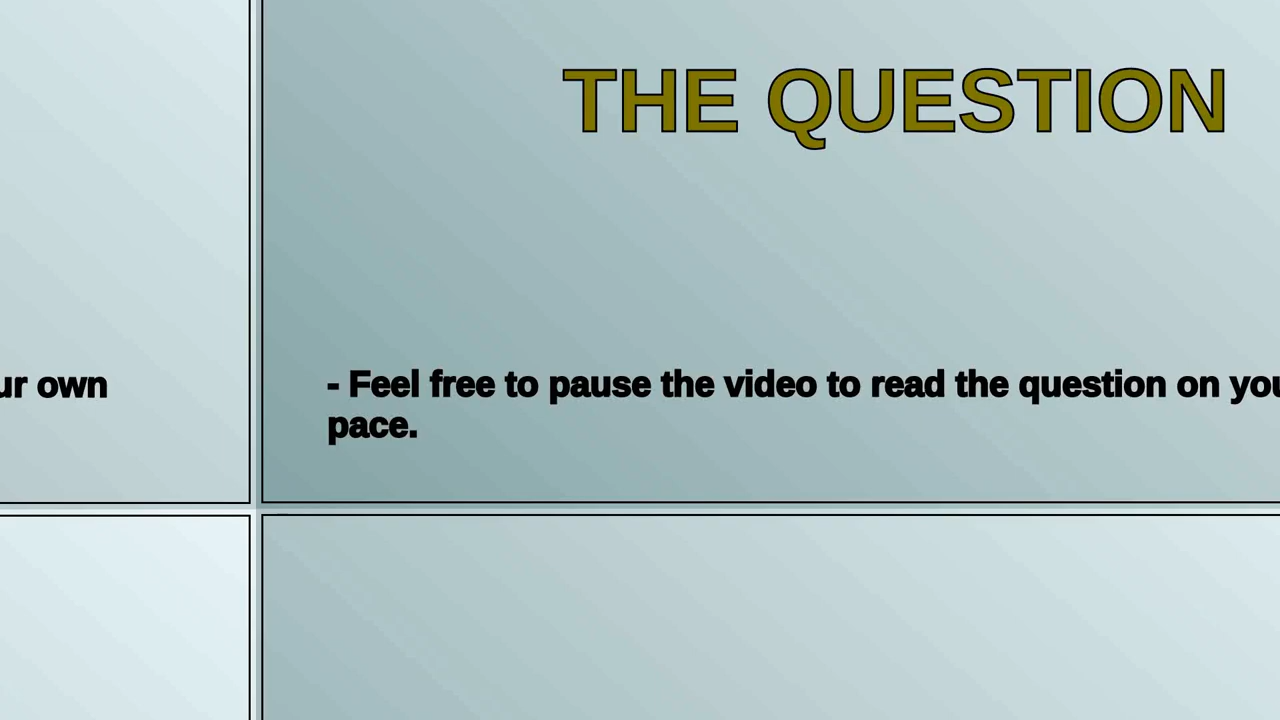 THE QUESTION
ur own
- Feel free to pause the video to read the question on you
pace.